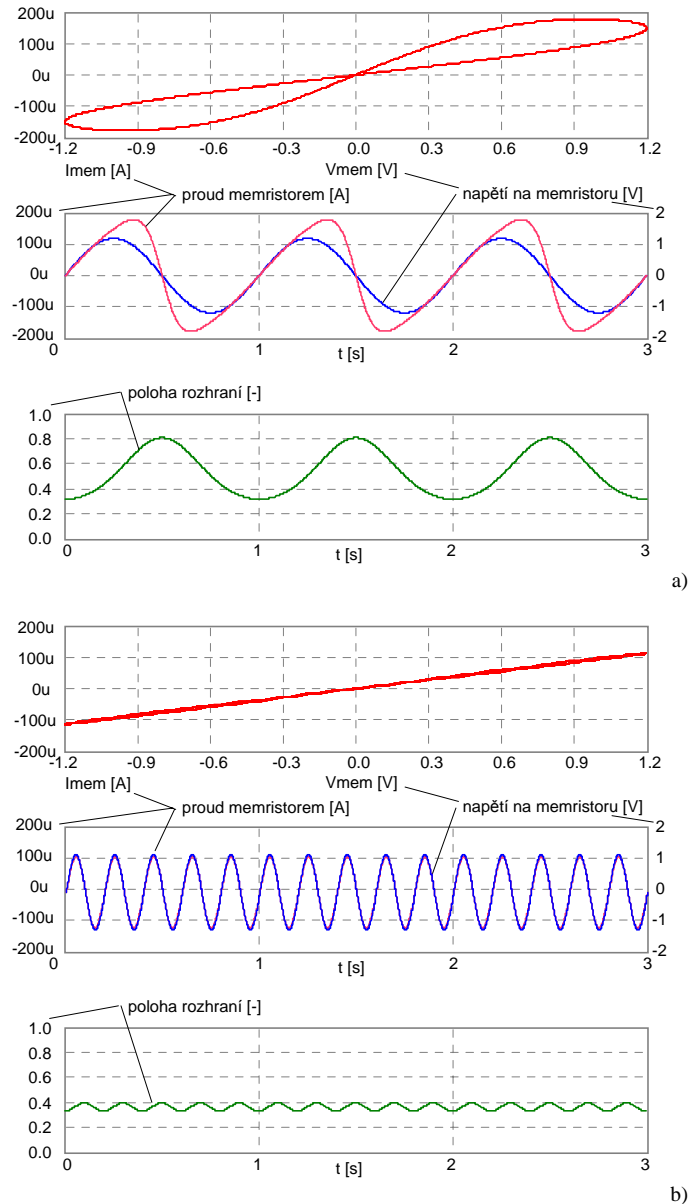 200u
100u
0u
-100u
-200u
-1.2 -0.9 -0.6 -0.3 0.0 0.3 0.6 0.9 1.2
Imem [A] Vmem [V]
proud memristorem [A] napětí na memristoru [V]
200u 2
100u 1
0u 0
-100u -1
-200u -2
0 1 2 3
t [s]
poloha rozhraní [-]
1.0
0.8
0.6
0.4
0.2
0.0
0 1 2 3
t [s]
a)
200u
100u
0u
-100u
-200u
-1.2 -0.9 -0.6 -0.3 0.0 0.3 0.6 0.9 1.2
Imem [A] Vmem [V]
proud memristorem [A] napětí na memristoru [V]
200u 2
100u 1
0u 0
-100u -1
-200u -2
0 1 2 3
t [s]
poloha rozhraní [-]
1.0
0.8
0.6
0.4
0.2
0.0
0 1 2 3
t [s]
b)